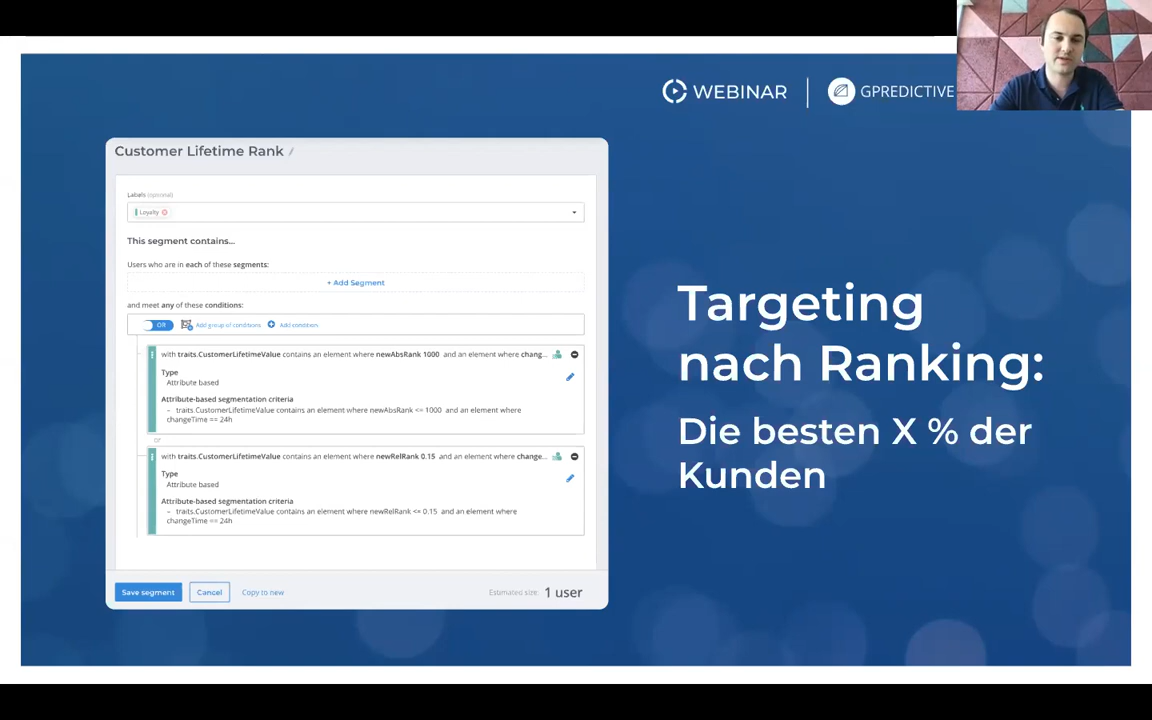 WEBINAR
GPREDICTIVE
Customer Lifetime Rank
Labels (optional)
Loyalty
This segment contains...
Users who are in each of these segments:
+ Add Segment
and meet any of these conditions:
OR Add group of conditions Add condition
with traits.CustomerLifetimeValue contains an element where newAbsRank 1000 and an element where chang...
Type
Attribute based
Attribute-based segmentation criteria
- traits.CustomerLifetimeValue contains an element where newAbsRank <= 1000 and an element where
changeTime == 24h
or
with traits.CustomerLifetimeValue contains an element where newRelRank 0.15 and an element where change...
Type
Attribute based
Attribute-based segmentation criteria
- traits.CustomerLifetimeValue contains an element where newRelRank <= 0.15 and an element where
changeTime == 24h
Save segment Cancel Copy to new Estimated size: 1 user
Targeting
nach Ranking:
Die besten X % der
Kunden